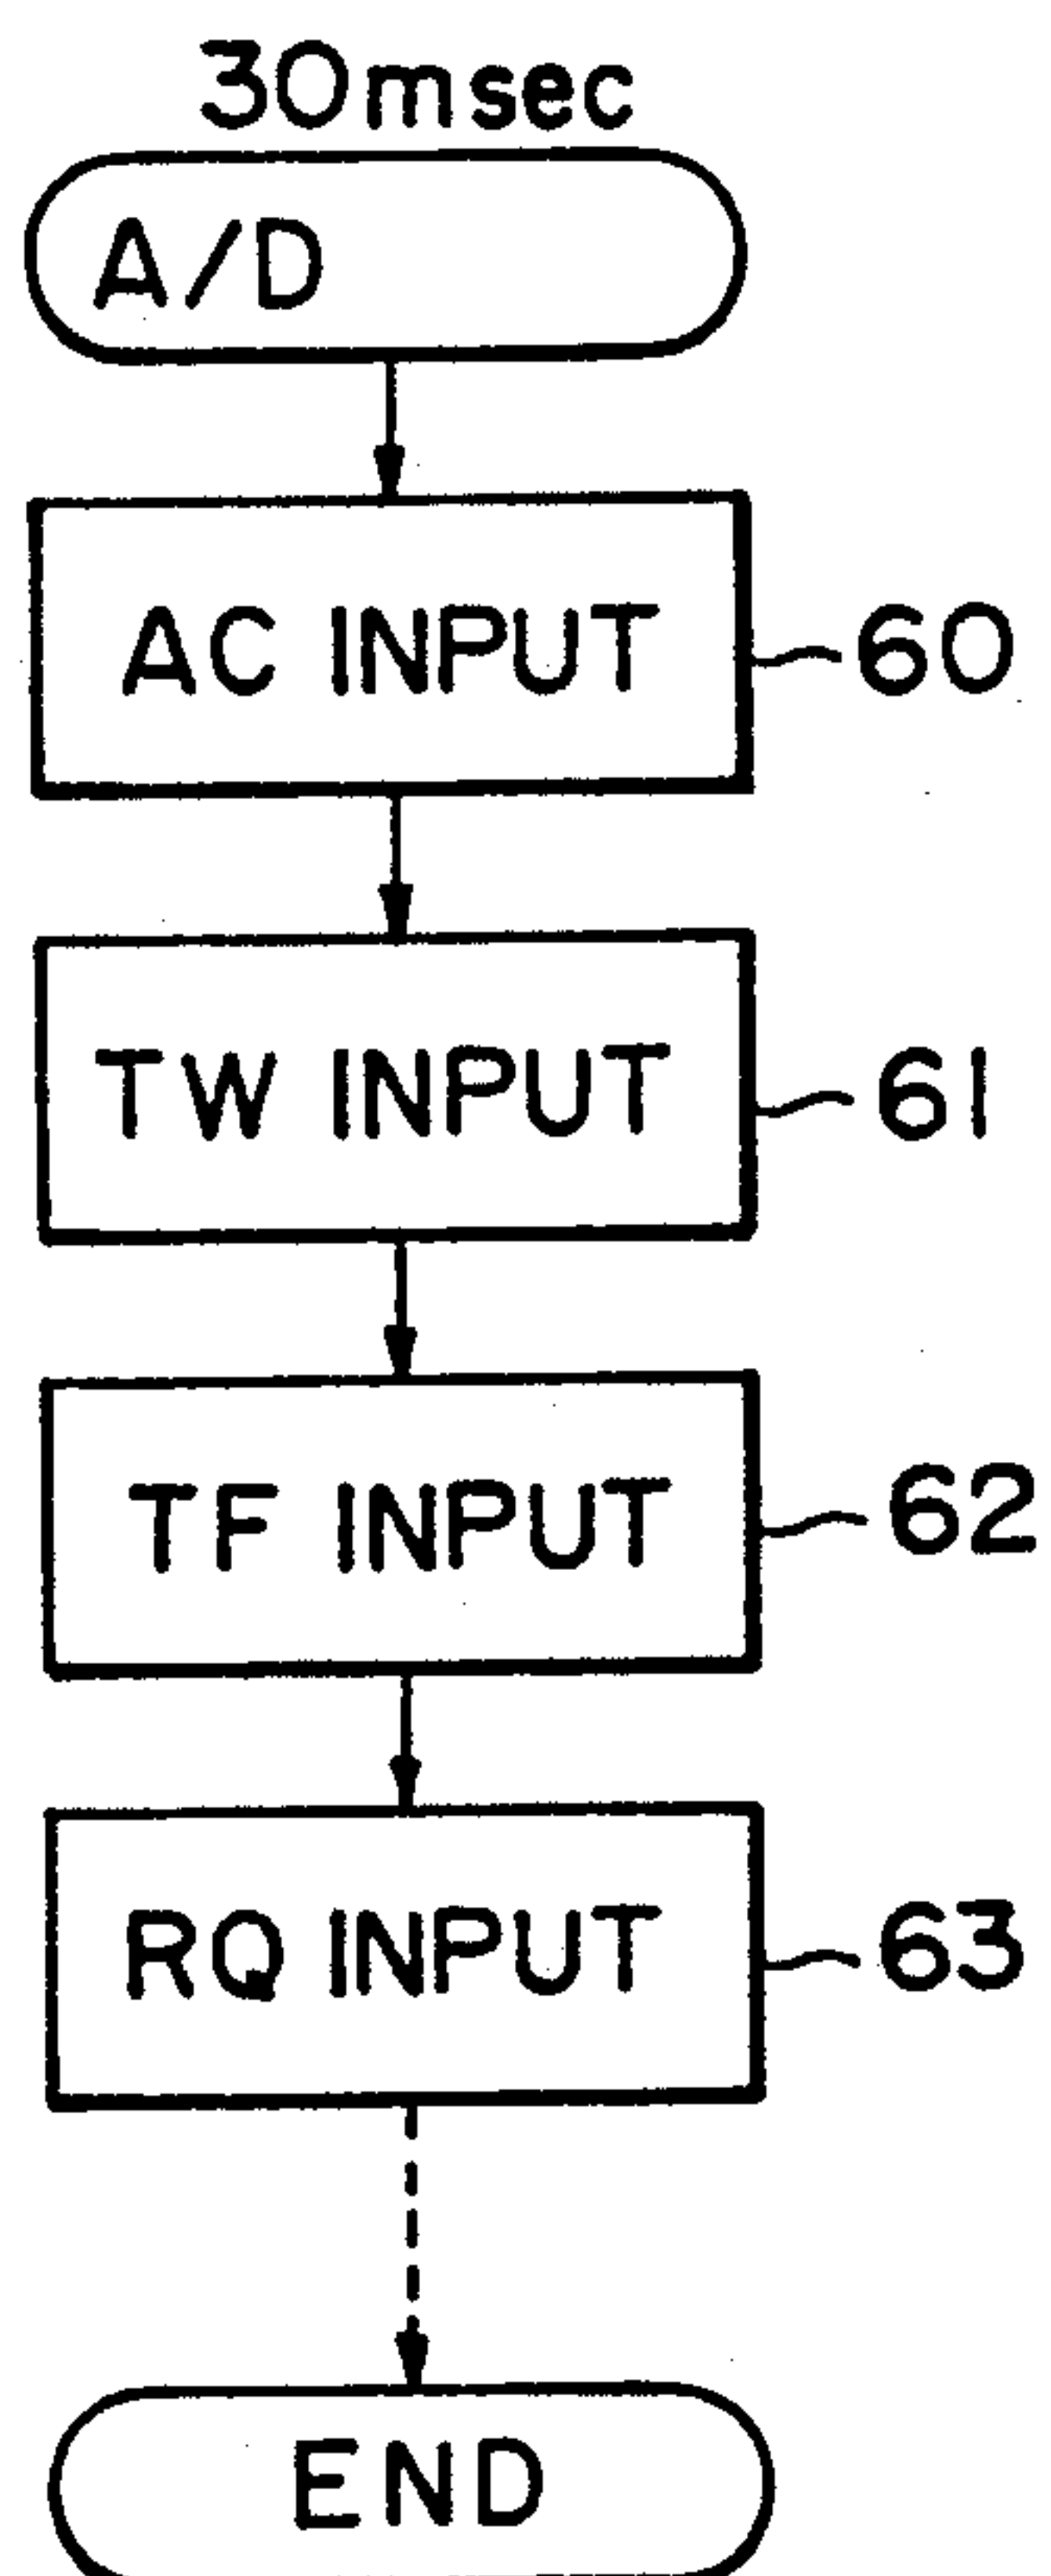 30msec
A/D
AC INPUT
60
TW INPUT
61
TF INPUT
62
RQ INPUT
63
END